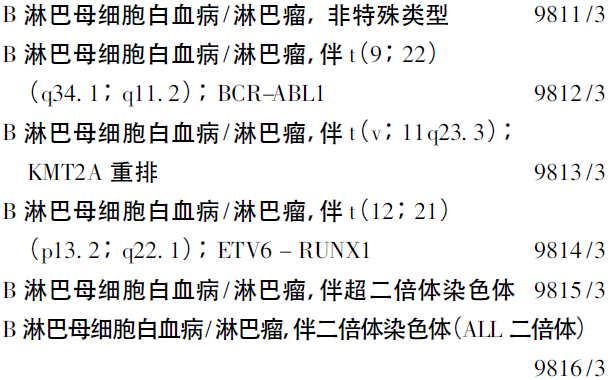 B 淋巴母细胞白血病/淋巴瘤, 非特殊类型 9811/3
B 淋巴母细胞白血病/淋巴瘤,伴 t(9; 22)
(q34. 1; q11. 2); BCR–ABL1 9812/3
B 淋巴母细胞白血病/淋巴瘤,伴 t(v; 11q23. 3);
KMT2A 重排 9813/3
B 淋巴母细胞白血病/淋巴瘤,伴 t(12; 21)
(p13. 2; q22. 1); ETV6 – RUNX1 9814/3
B 淋巴母细胞白血病/淋巴瘤,伴超二倍体染色体 9815/3
B 淋巴母细胞白血病/淋巴瘤,伴二倍体染色体(ALL 二倍体)
9816/3